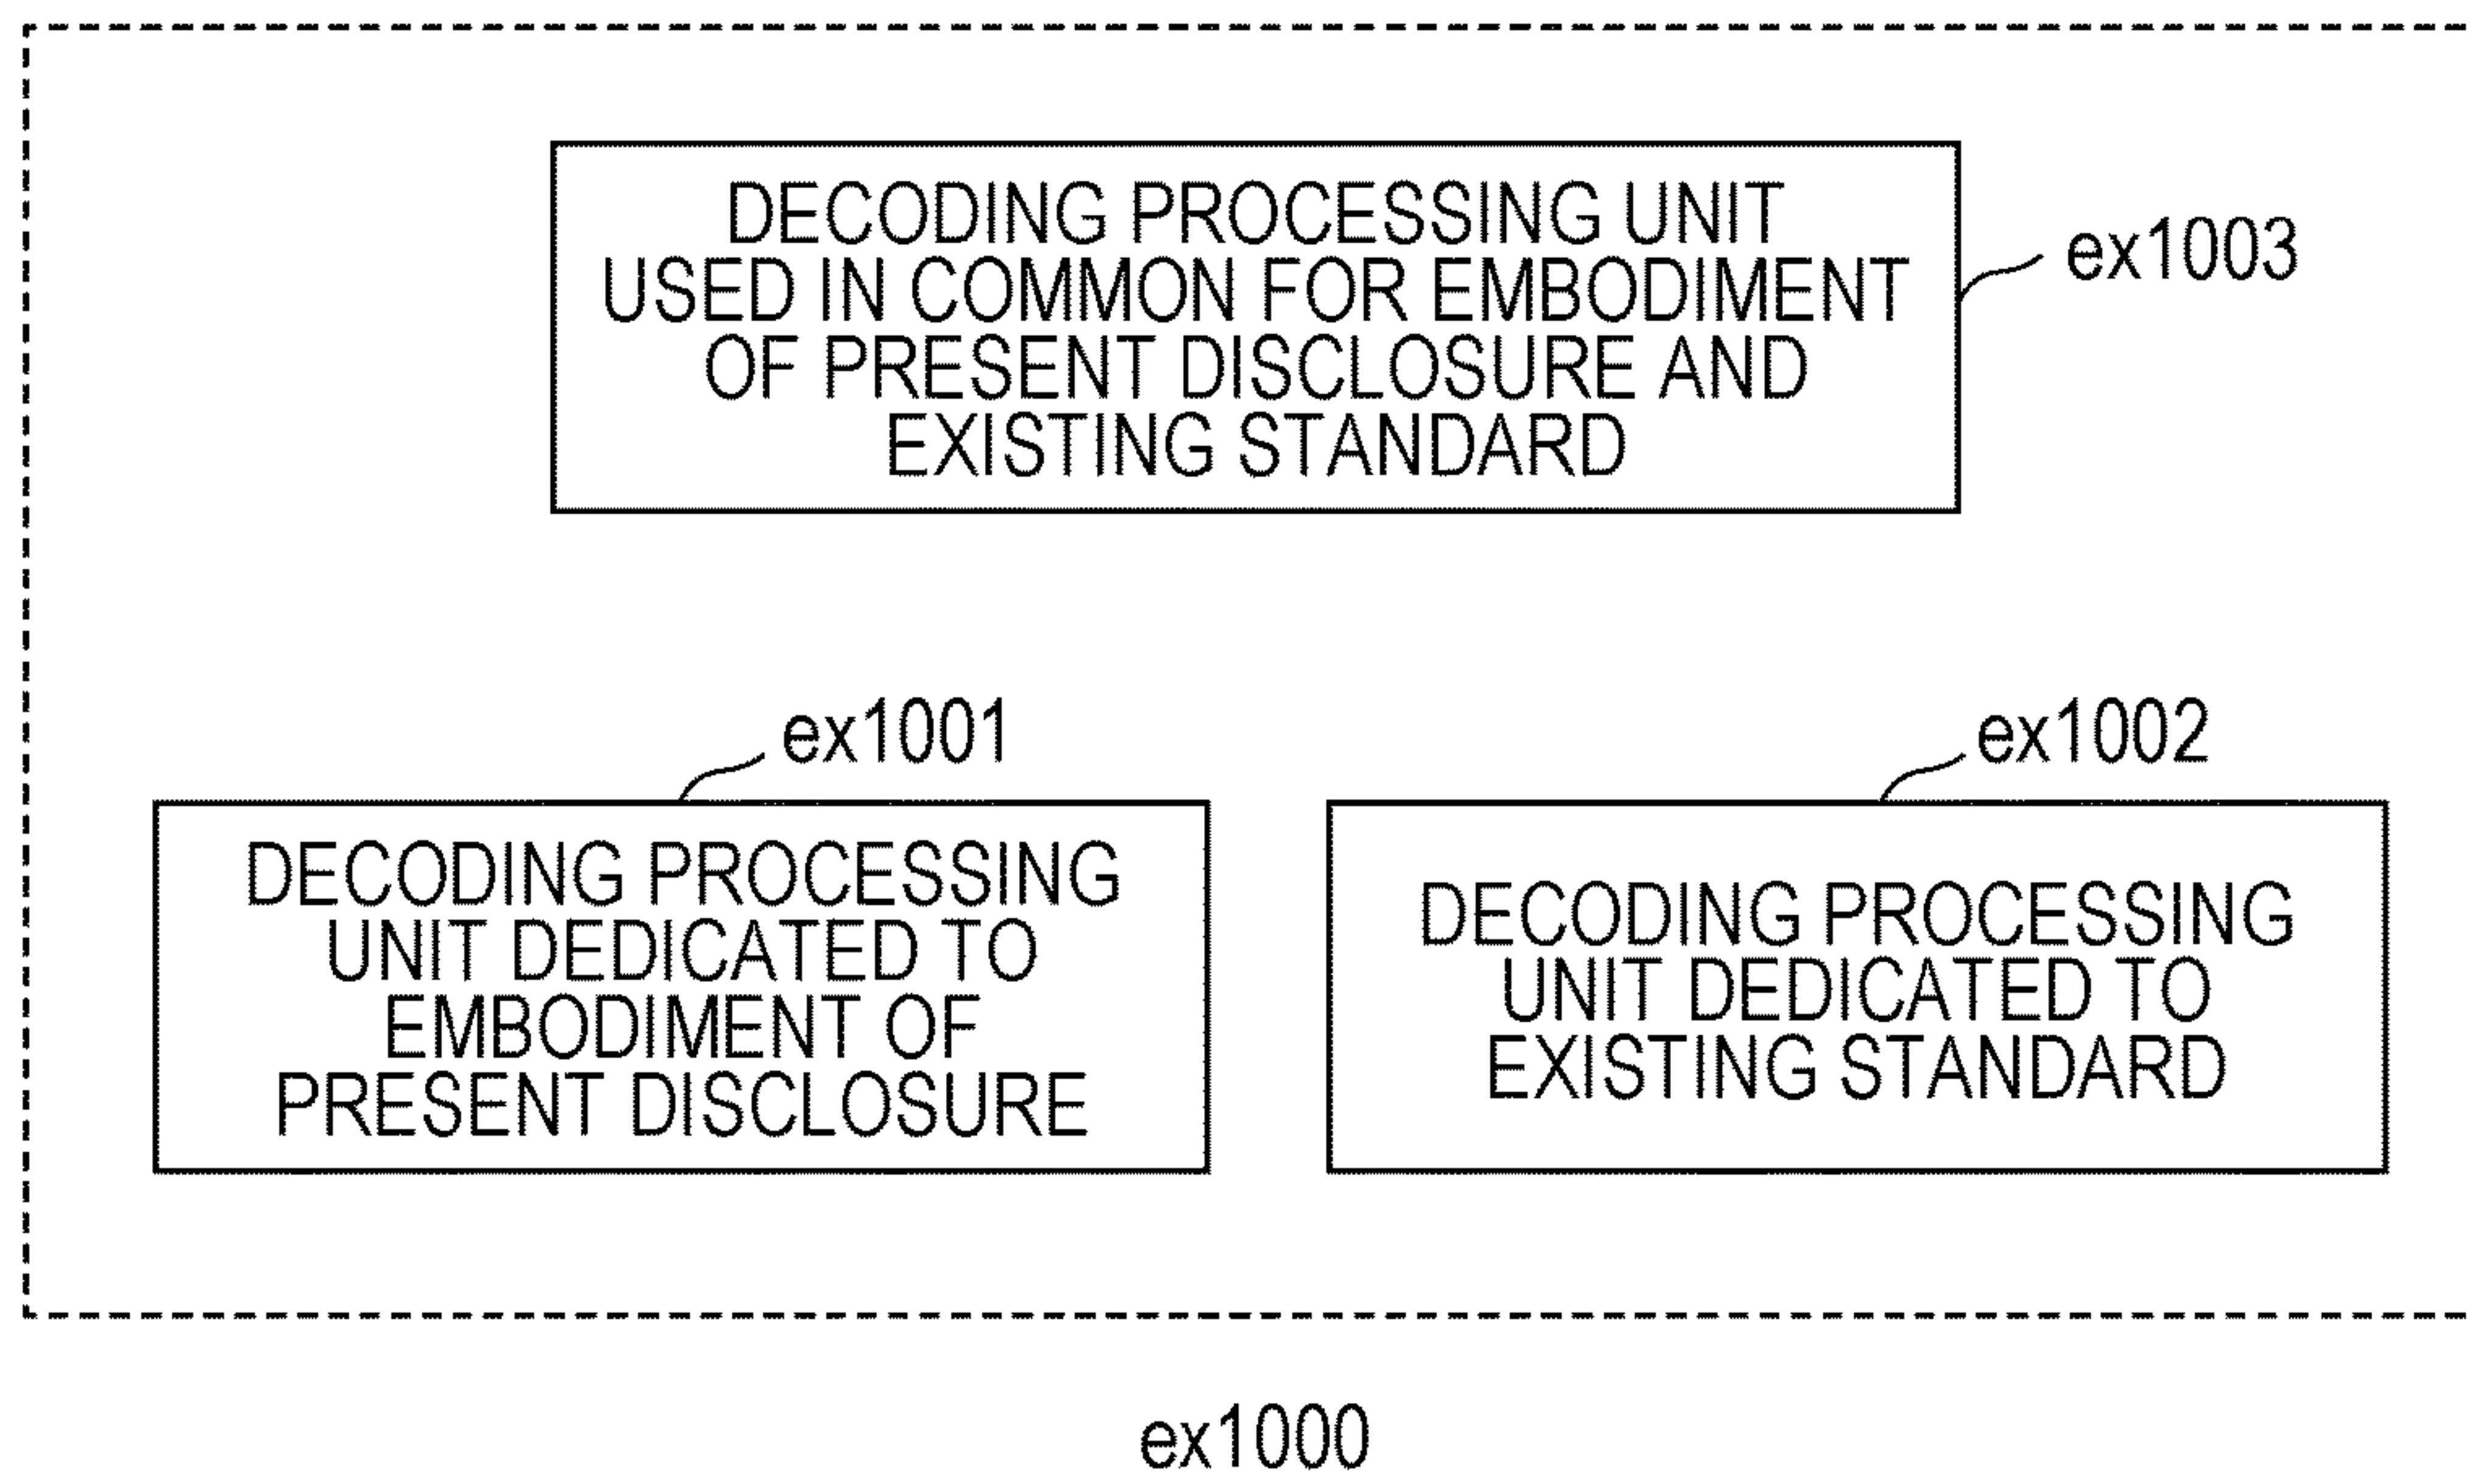 DECODING PROCESSING UNIT
USED IN COMMON FOR EMBODIMENT
OF PRESENT DISCLOSURE AND
EXISTING STANDARD
ex1003
ex1001
DECODING PROCESSING
UNIT DEDICATED TO
EMBODIMENT OF
PRESENT DISCLOSURE
ex1002
DECODING PROCESSING
UNIT DEDICATED TO
EXISTING STANDARD
ex1000